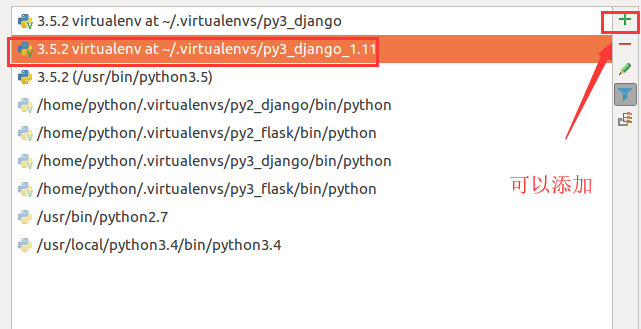 3.5.2 virtualenv at ~/.virtualenvs/py3_django
3.5.2 virtualenv at ~/.virtualenvs/py3_django_1.11
3.5.2 (/usr/bin/python3.5)
/home/python/.virtualenvs/py2_django/bin/python
/home/python/.virtualenvs/py2_flask/bin/python
/home/python/.virtualenvs/py3_django/bin/python
/home/python/.virtualenvs/py3_flask/bin/python
可以添加
/usr/bin/python2.7
/usr/local/python3.4/bin/python3.4